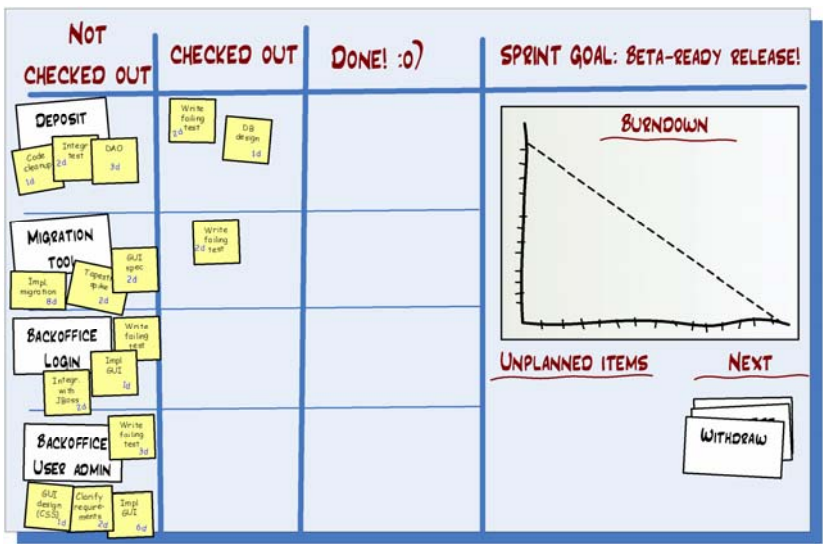 NOT
CHECKED OUT
CHECKED OUT
DONE! :o)
SPRINT GOAL: BETA-READY RELEASE!
DEPOSIT
Code
cleanup
1d
Integr
test
2d
DAO
3d
Write
failing
test
2d
DB
design
1d
MIGRATION
TOOL
Impl.
migration
8d
Tapestry
spike
2d
GUI
spec
2d
Write
failing
test
2d
BACKOFFICE
LOGIN
Write
failing
test
Impl
GUI
1d
Integr.
with
JBoss
2d
BACKOFFICE
USER ADMIN
Write
failing
test
3d
GUI
design
(CSS)
1d
Clarify
require-
ments
2d
Impl
GUI
6d
BURNDOWN
UNPLANNED ITEMS
NEXT
WITHDRAW